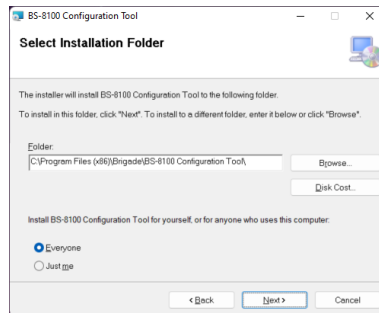 BS-8100 Configuration Tool
Select Installation Folder
The installer will install BS-8100 Configuration Tool to the following folder.
To install in this folder, click "Next". To install to a different folder, enter it below or click "Browse".
Folder:
C:\Program Files (x86)\Brigade\BS-8100 Configuration Tool\
Browse...
Disk Cost...
Install BS-8100 Configuration Tool for yourself, or for anyone who uses this computer:
Everyone
Just me
< Back
Next >
Cancel